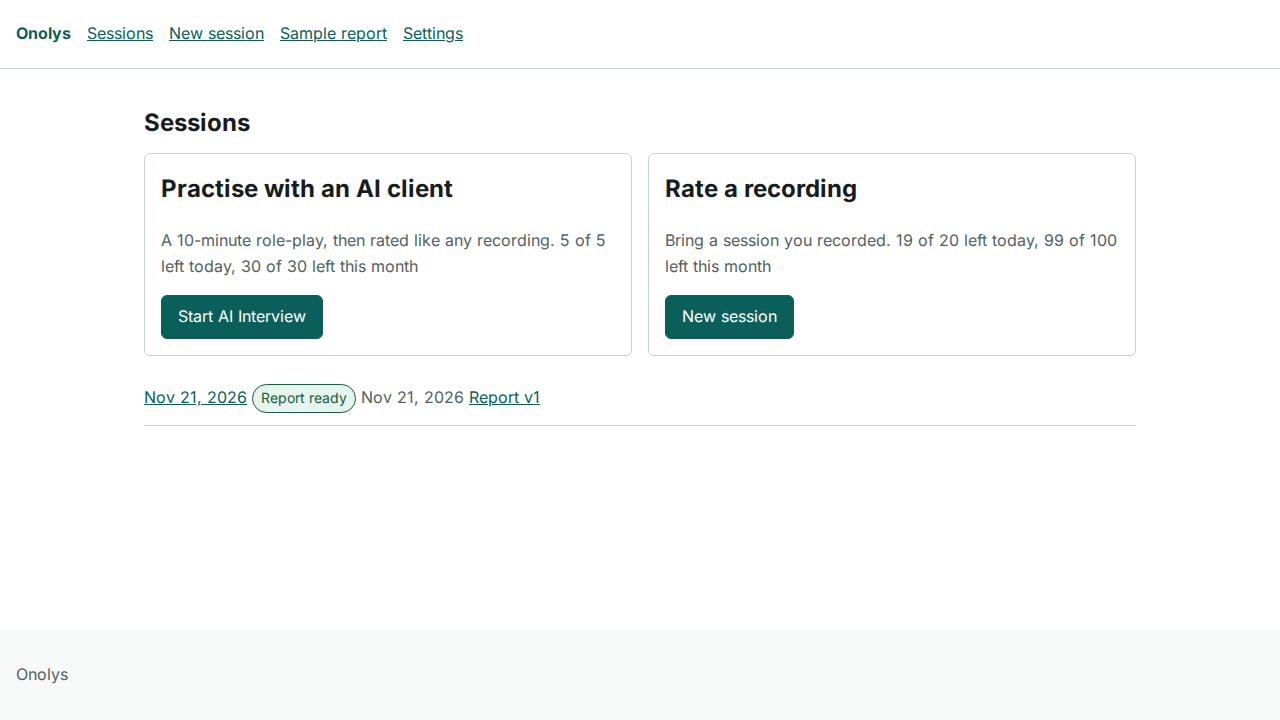 Onolys Sessions New session Sample report Settings
Sessions
Practise with an AI client
A 10-minute role-play, then rated like any recording. 5 of 5
left today, 30 of 30 left this month
Start AI Interview
Rate a recording
Bring a session you recorded. 19 of 20 left today, 99 of 100
left this month
New session
Nov 21, 2026 Report ready Nov 21, 2026 Report v1
Onolys